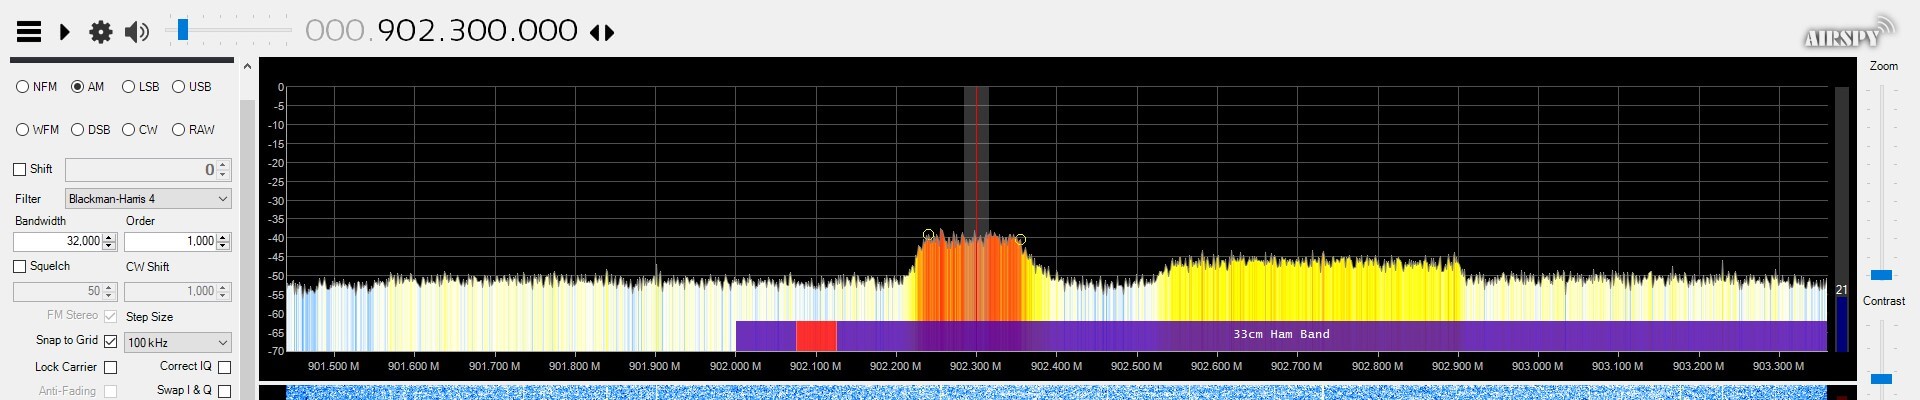 000.902.300.000
AIRSPY
NFM AM LSB USB
WFM DSB CW RAW
Shift 0
Filter Blackman-Harris 4
Bandwidth Order
32,000 1,000
Squelch CW Shift
50 1,000
FM Stereo Step Size
Snap to Grid 100 kHz
Lock Carrier Correct IQ
Anti-Fading Swap I & Q
0
-5
-10
-15
-20
-25
-30
-35
-40
-45
-50
-55
-60
-65
-70
33cm Ham Band
901.500 M 901.600 M 901.700 M 901.800 M 901.900 M 902.000 M 902.100 M 902.200 M 902.300 M 902.400 M 902.500 M 902.600 M 902.700 M 902.800 M 902.900 M 903.000 M 903.100 M 903.200 M 903.300 M
21
Zoom
Contrast